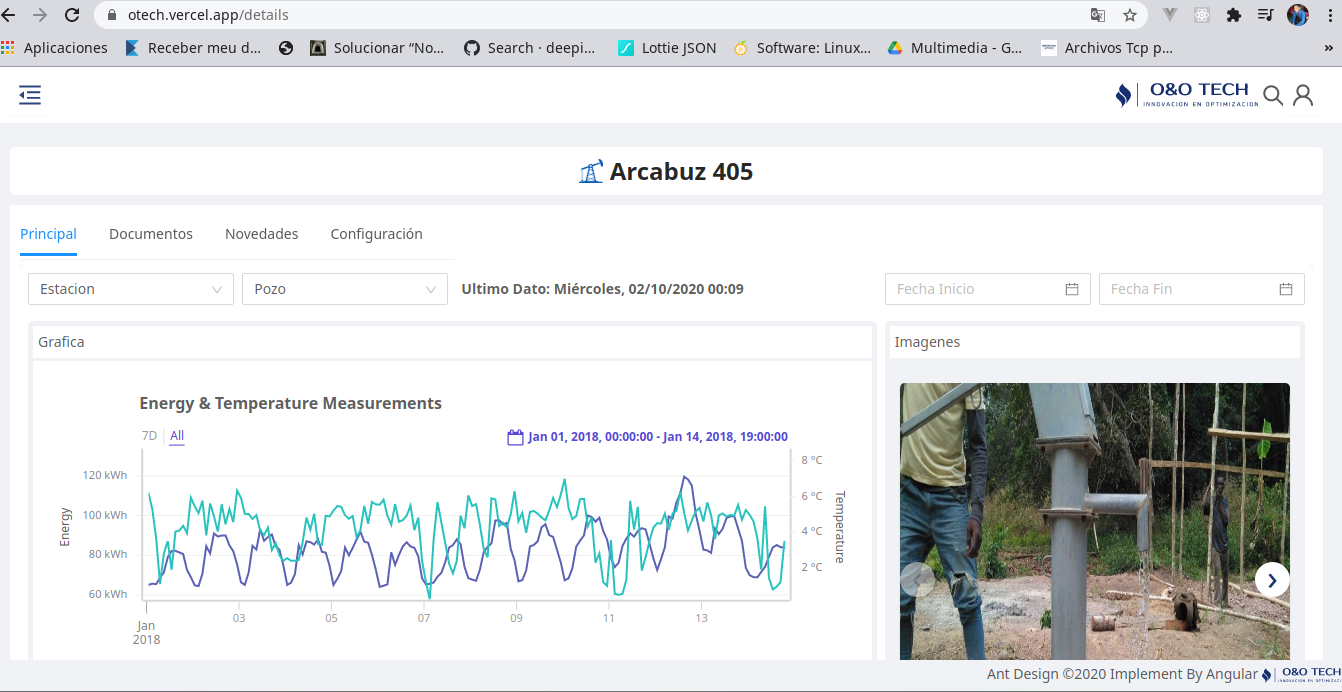 otech.vercel.app/details
Aplicaciones Receber meu d... Solucionar “No... Search · deepi... Lottie JSON Software: Linux... Multimedia - G... Archivos Tcp p... »
O&O TECH
INNOVACION EN OPTIMIZACION
Arcabuz 405
Principal Documentos Novedades Configuración
Estacion Pozo Ultimo Dato: Miércoles, 02/10/2020 00:09 Fecha Inicio Fecha Fin
Grafica Imagenes
Energy & Temperature Measurements
7D All Jan 01, 2018, 00:00:00 - Jan 14, 2018, 19:00:00
8 °C
120 kWh
6 °C
100 kWh
Energy Temperature
4 °C
80 kWh
2 °C
60 kWh
03 05 07 09 11 13
Jan
2018
Ant Design ©2020 Implement By Angular O&O TECH
INNOVACION EN OPTIMIZAC